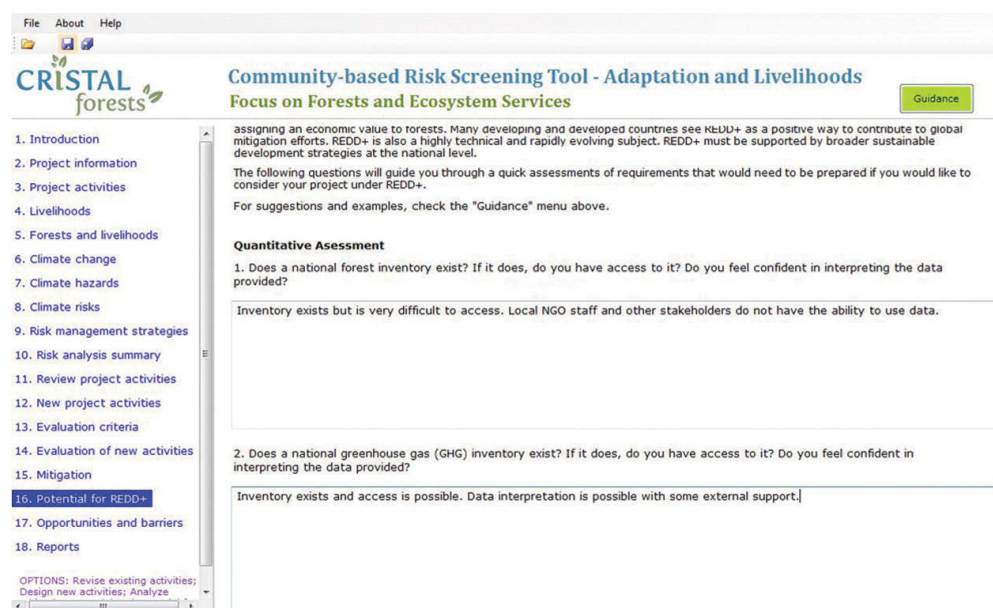 File About Help
CRiSTAL
forests
Community-based Risk Screening Tool - Adaptation and Livelihoods
Focus on Forests and Ecosystem Services
Guidance
1. Introduction
2. Project information
3. Project activities
4. Livelihoods
5. Forests and livelihoods
6. Climate change
7. Climate hazards
8. Climate risks
9. Risk management strategies
10. Risk analysis summary
11. Review project activities
12. New project activities
13. Evaluation criteria
14. Evaluation of new activities
15. Mitigation
16. Potential for REDD+
17. Opportunities and barriers
18. Reports
OPTIONS: Revise existing activities;
Design new activities; Analyze
assigning an economic value to forests. Many developing and developed countries see REDD+ as a positive way to contribute to global
mitigation efforts. REDD+ is also a highly technical and rapidly evolving subject. REDD+ must be supported by broader sustainable
development strategies at the national level.
The following questions will guide you through a quick assessments of requirements that would need to be prepared if you would like to
consider your project under REDD+.
For suggestions and examples, check the "Guidance" menu above.
Quantitative Asessment
1. Does a national forest inventory exist? If it does, do you have access to it? Do you feel confident in interpreting the data
provided?
Inventory exists but is very difficult to access. Local NGO staff and other stakeholders do not have the ability to use data.
2. Does a national greenhouse gas (GHG) inventory exist? If it does, do you have access to it? Do you feel confident in
interpreting the data provided?
Inventory exists and access is possible. Data interpretation is possible with some external support.